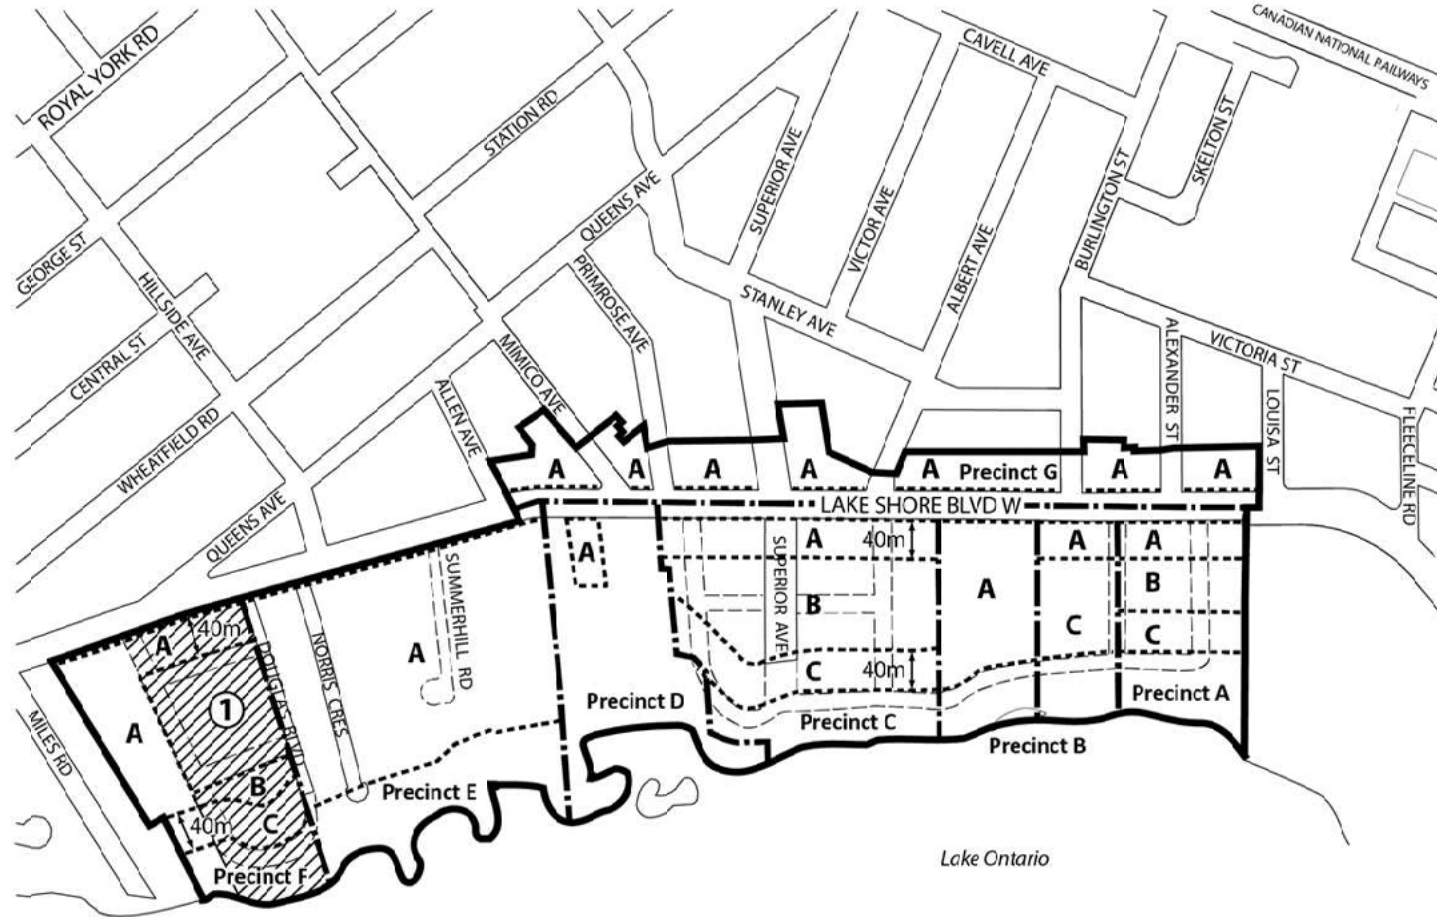 ROYAL YORK RD
STATION RD
CAVELL AVE
CANADIAN NATIONAL RAILWAYS
SKELTON ST
SUPERIOR AVE
QUEENS AVE
VICTOR AVE
BURLINGTON ST
ALBERT AVE
GEORGE ST
HILLSIDE AVE
PRIMROSE AVE
STANLEY AVE
CENTRAL ST
MIMICO AVE
ALEXANDER ST
VICTORIA ST
ALLEN AVE
LOUISA ST
FLEECELINE RD
WHEATFIELD RD
A
A
A
A
A
Precinct G
A
A
QUEENS AVE
LAKE SHORE BLVD W
A
SUMMERHILL RD
SUPERIOR AVE
A
40m
A
A
B
A
B
C
C
40m
A
40m
DOUGLAS BLVD
NORRIS CRES
A
C
40m
1
MILES RD
A
Precinct D
Precinct C
Precinct B
Precinct A
B
C
40m
Precinct E
Precinct F
Lake Ontario